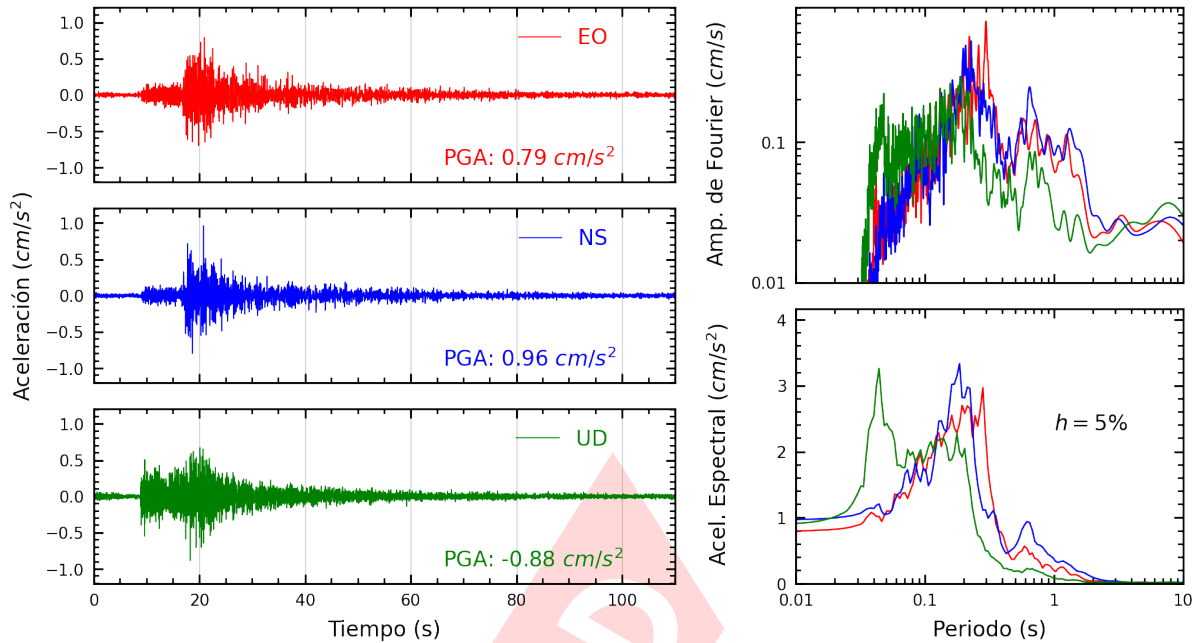 Aceleración (cm/s²)
1.0
0.5
0.0
−0.5
−1.0
EO
PGA: 0.79 cm/s²
1.0
0.5
0.0
−0.5
−1.0
NS
PGA: 0.96 cm/s²
1.0
0.5
0.0
−0.5
−1.0
UD
PGA: -0.88 cm/s²
0 20 40 60 80 100
Tiempo (s)
Amp. de Fourier (cm/s)
0.1
0.01
Acel. Espectral (cm/s²)
4
3
2
1
0
h = 5%
0.01 0.1 1 10
Periodo (s)